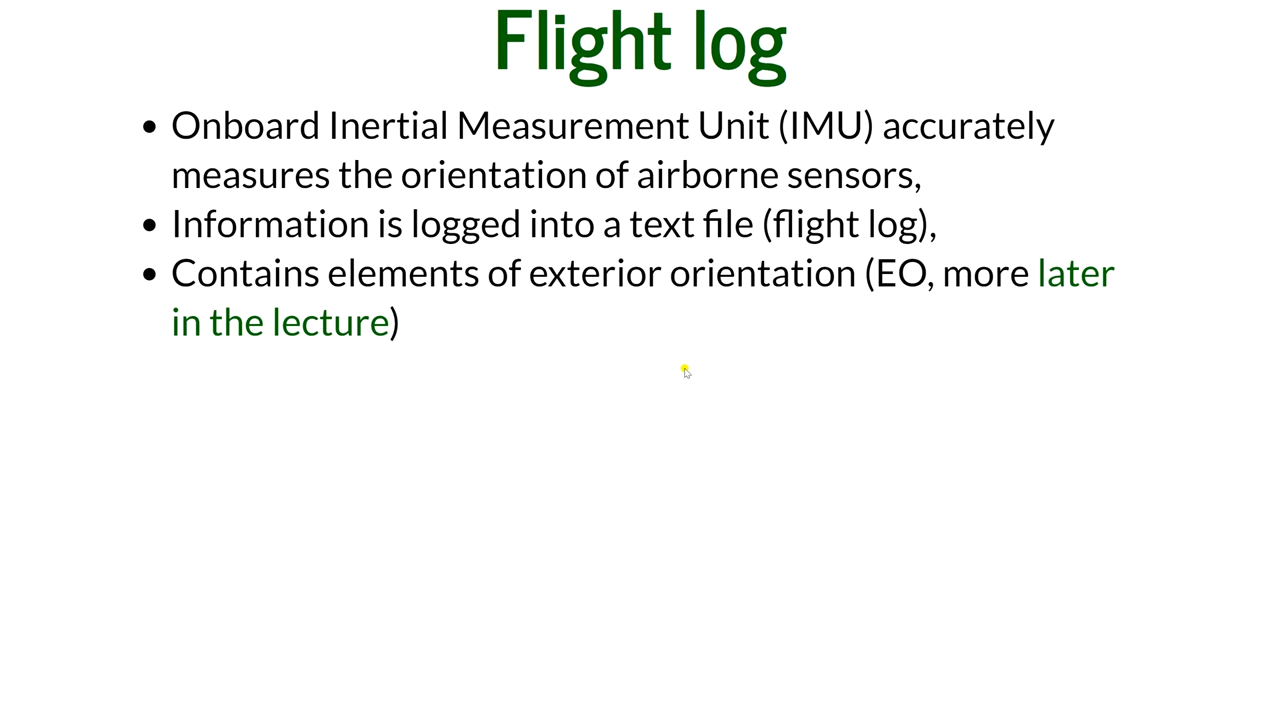 Flight log
• Onboard Inertial Measurement Unit (IMU) accurately
measures the orientation of airborne sensors,
• Information is logged into a text file (flight log),
• Contains elements of exterior orientation (EO, more later
in the lecture)